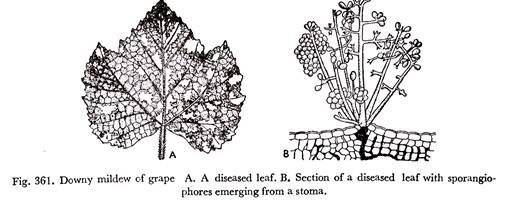 A
B
Fig. 361. Downy mildew of grape A. A diseased leaf. B. Section of a diseased leaf with sporangio-
phores emerging from a stoma.